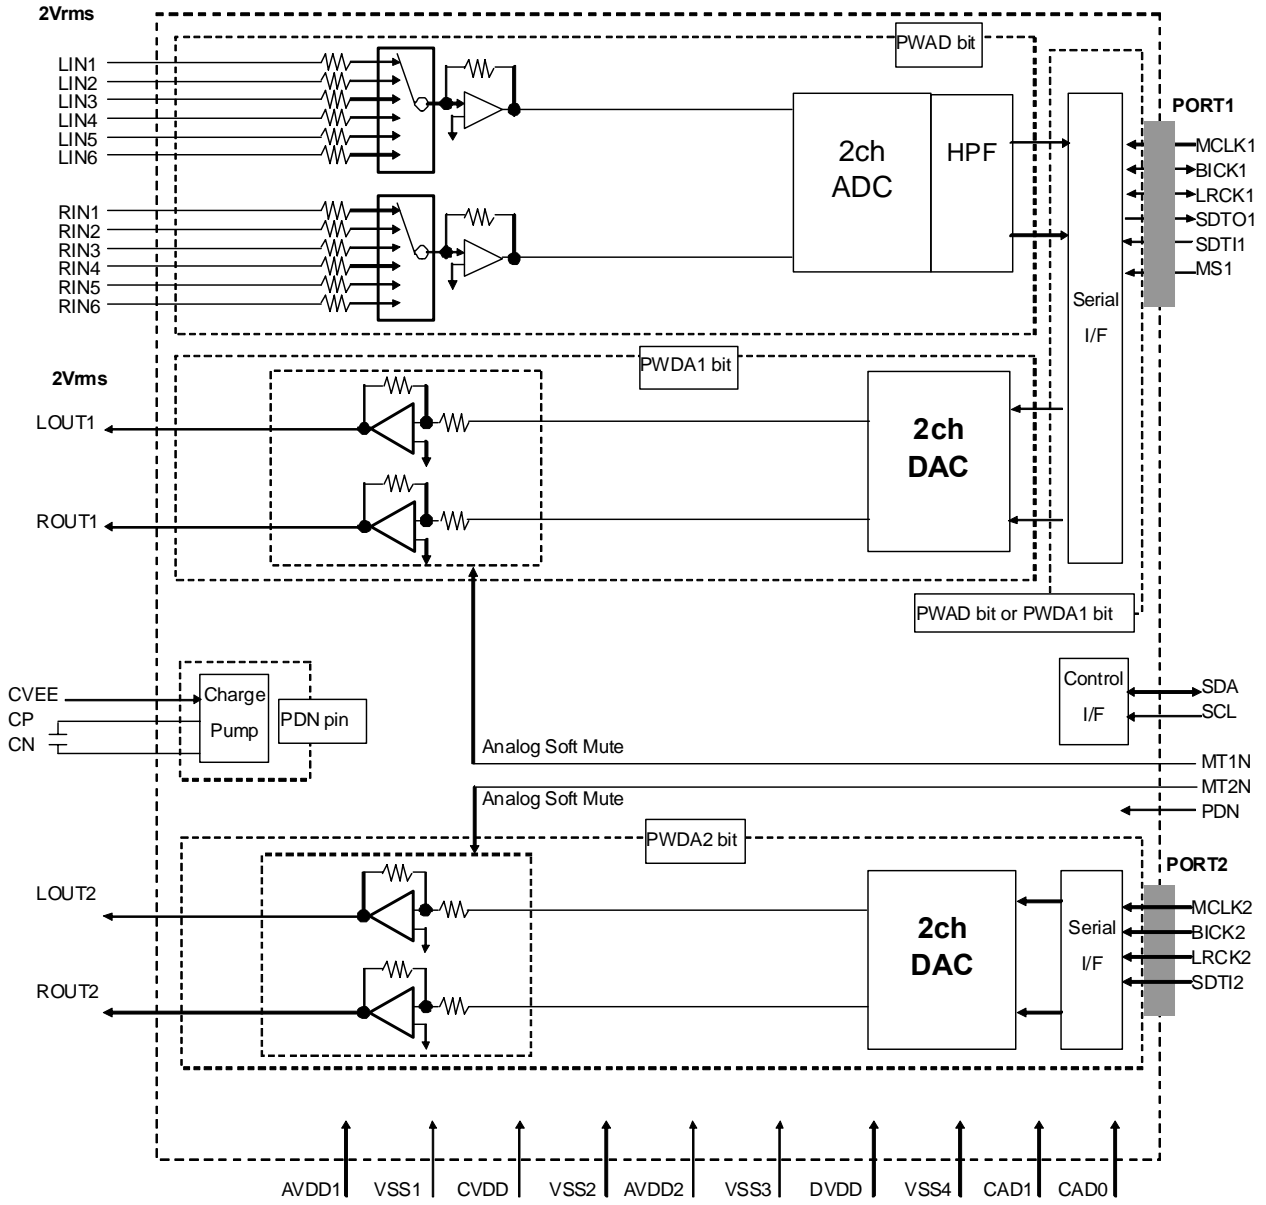 2Vrms
PWAD bit
LIN1
LIN2
LIN3
LIN4
LIN5
LIN6
RIN1
RIN2
RIN3
RIN4
RIN5
RIN6
2ch
ADC
HPF
Serial
I/F
PORT1
MCLK1
BICK1
LRCK1
SDTO1
SDTI1
MS1
PWDA1 bit
2Vrms
LOUT1
ROUT1
2ch
DAC
PWAD bit or PWDA1 bit
CVEE
CP
CN
Charge
Pump
PDN pin
Control
I/F
SDA
SCL
Analog Soft Mute
MT1N
MT2N
Analog Soft Mute
PDN
PWDA2 bit
LOUT2
ROUT2
2ch
DAC
Serial
I/F
PORT2
MCLK2
BICK2
LRCK2
SDTI2
AVDD1
VSS1
CVDD
VSS2
AVDD2
VSS3
DVDD
VSS4
CAD1
CAD0